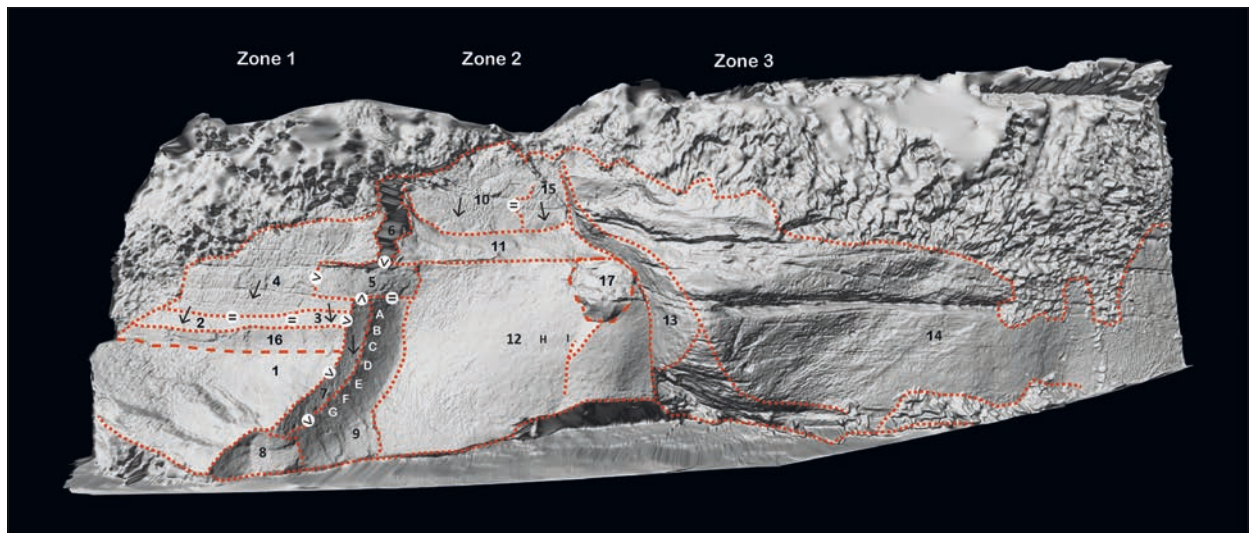 Zone 1 Zone 2 Zone 3
10 15
=
6 11
4 > 5 17
V
2 = = 3 > ^ = A
13
16 B 12 H I 14
C
1 > 7 D
E
F
G
V 9
8